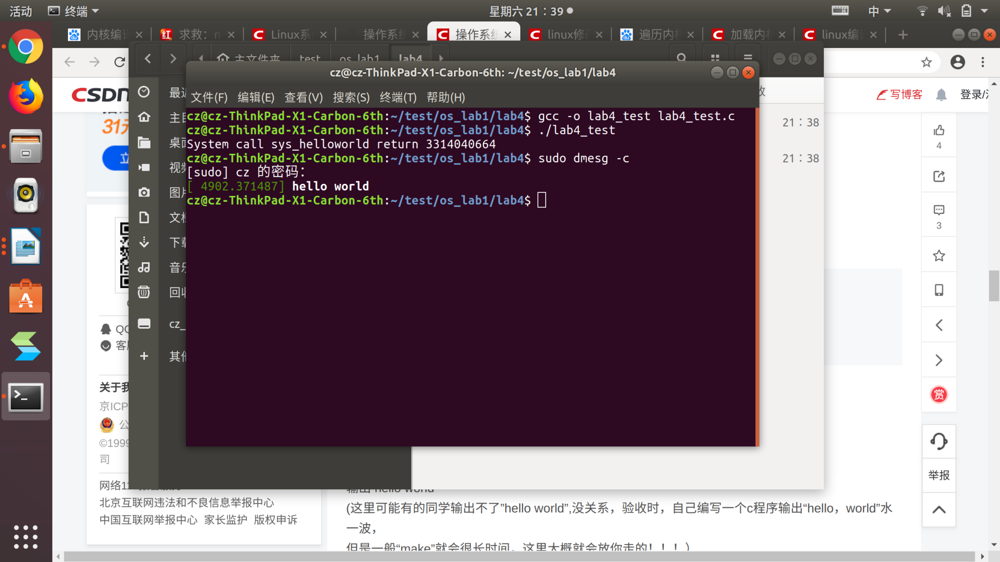 活动 终端 星期六 21：39 中
内核编译 求救： Linux系 操作系统 操作系统 linux修改 遍历内核 加载内核 linux编
主文件夹 test os_lab1 lab4
cz@cz-ThinkPad-X1-Carbon-6th: ~/test/os_lab1/lab4
文件(F) 编辑(E) 查看(V) 搜索(S) 终端(T) 帮助(H)
cz@cz-ThinkPad-X1-Carbon-6th:~/test/os_lab1/lab4$ gcc -o lab4_test lab4_test.c
cz@cz-ThinkPad-X1-Carbon-6th:~/test/os_lab1/lab4$ ./lab4_test
System call sys_helloworld return 3314040664
cz@cz-ThinkPad-X1-Carbon-6th:~/test/os_lab1/lab4$ sudo dmesg -c
[sudo] cz 的密码：
[ 4902.371487] hello world
cz@cz-ThinkPad-X1-Carbon-6th:~/test/os_lab1/lab4$
CSDN
31元
立
最近
主目
桌面
视频
图片
文档
下载
音乐
回收
cz_
其他
21：38
21：38
写博客 登录/
4
3
赏
举报
QQ
客服
关于我
京ICP
公
©1999
司
网络11
北京互联网违法和不良信息举报中心
中国互联网举报中心 家长监护 版权申诉
输出"hello world"
(这里可能有的同学输出不了”hello world”,没关系，验收时，自己编写一个c程序输出“hello，world”水
一波，
但是一般“make”就会很长时间，这里大概就会放你走的！！！）